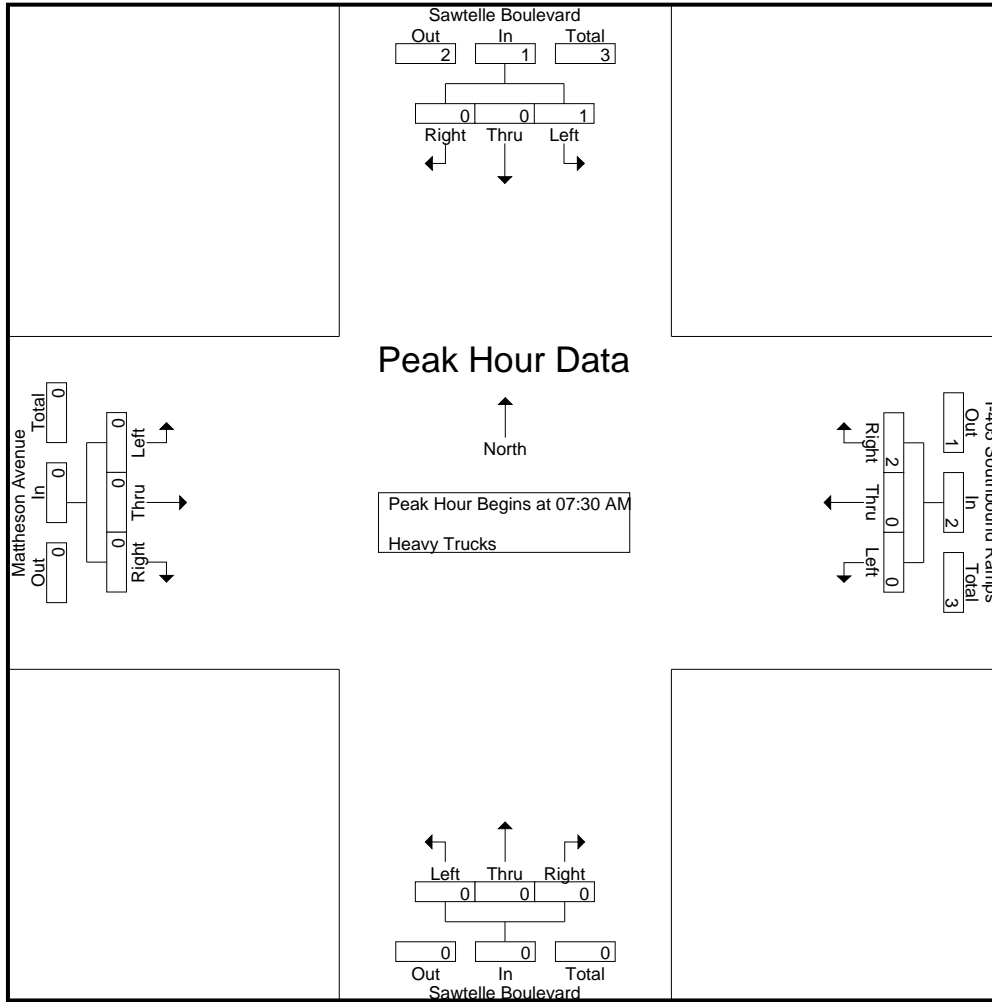 Sawtelle Boulevard
Out In Total
2 1 3
0 0 1
Right Thru Left
Peak Hour Data
North
Peak Hour Begins at 07:30 AM
Heavy Trucks
Mattheson Avenue
Total In Out
0 0 0
0 0 0
Left Thru Right
Right Thru Left
2 0 0
1 2 3
Out In Total
Southbound Ramps
Left Thru Right
0 0 0
0 0 0
Out In Total
Sawtelle Boulevard